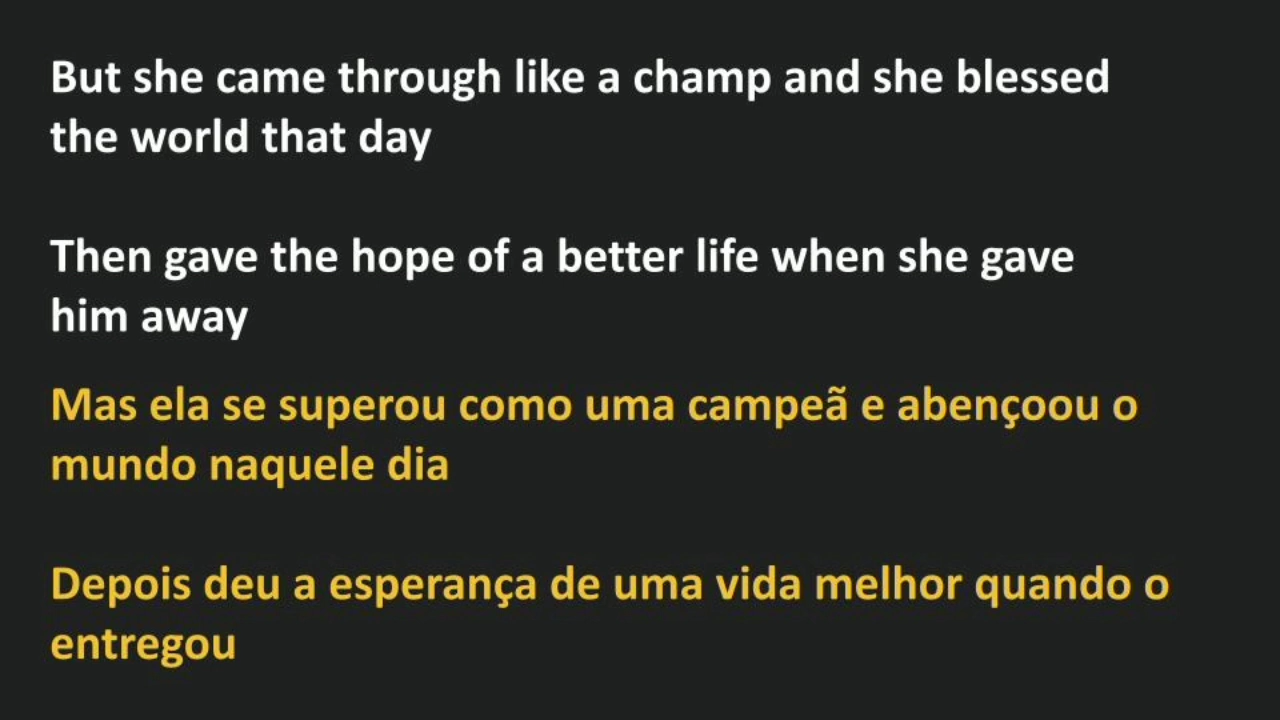 But she came through like a champ and she blessed
the world that day
Then gave the hope of a better life when she gave
him away
Mas ela se superou como uma campeã e abençoou o
mundo naquele dia
Depois deu a esperança de uma vida melhor quando o
entregou